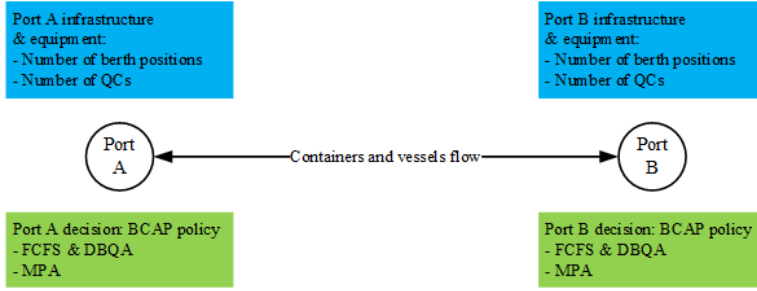 Port A infrastructure
& equipment:
- Number of berth positions
- Number of QCs
Port B infrastructure
& equipment:
- Number of berth positions
- Number of QCs
Port
A
Containers and vessels flow
Port
B
Port A decision: BCAP policy
- FCFS & DBQA
- MPA
Port B decision: BCAP policy
- FCFS & DBQA
- MPA